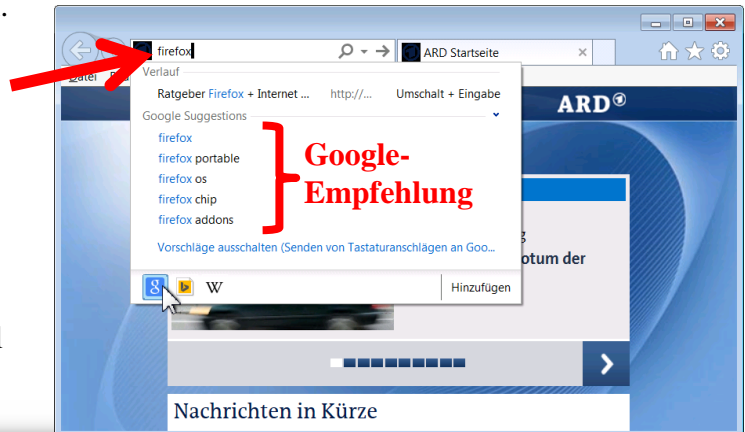 firefox
ARD Startseite
Verlauf
Ratgeber Firefox + Internet ... http://... Umschalt + Eingabe
ARD
Google Suggestions
firefox
firefox portable
firefox os
firefox chip
firefox addons
Google-
Empfehlung
otum der
Vorschläge ausschalten (Senden von Tastaturanschlägen an Goo...
W
Hinzufügen
Nachrichten in Kürze